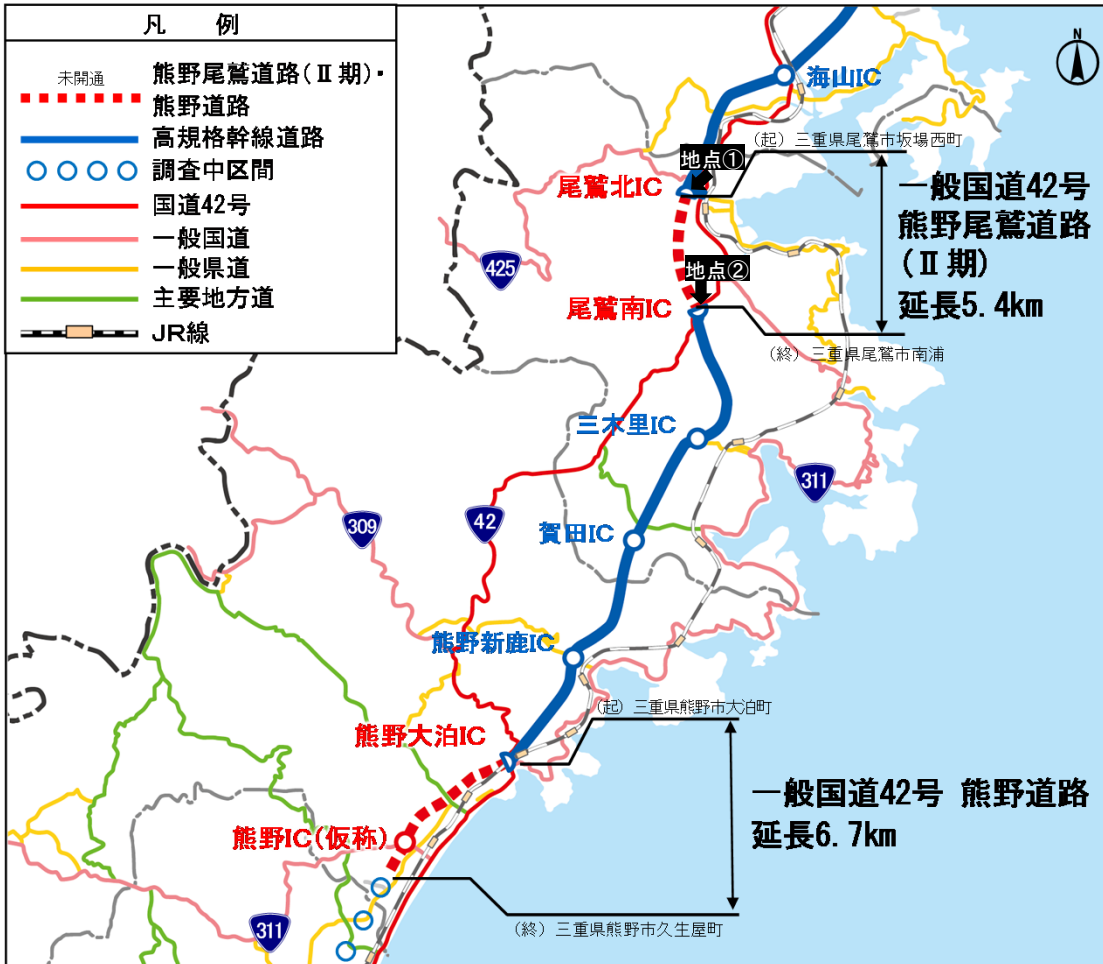 凡　例
未開通
熊野尾鷲道路(Ⅱ期)・
熊野道路
高規格幹線道路
調査中区間
国道42号
一般国道
一般県道
主要地方道
JR線
N
海山IC
(起) 三重県尾鷲市坂場西町
地点①
尾鷲北IC
一般国道42号
熊野尾鷲道路
(Ⅱ期)
延長5.4km
425
地点②
尾鷲南IC
(終) 三重県尾鷲市南浦
三木里IC
311
309
42
賀田IC
熊野新鹿IC
(起) 三重県熊野市大泊町
熊野大泊IC
一般国道42号 熊野道路
延長6.7km
熊野IC(仮称)
311
(終) 三重県熊野市久生屋町